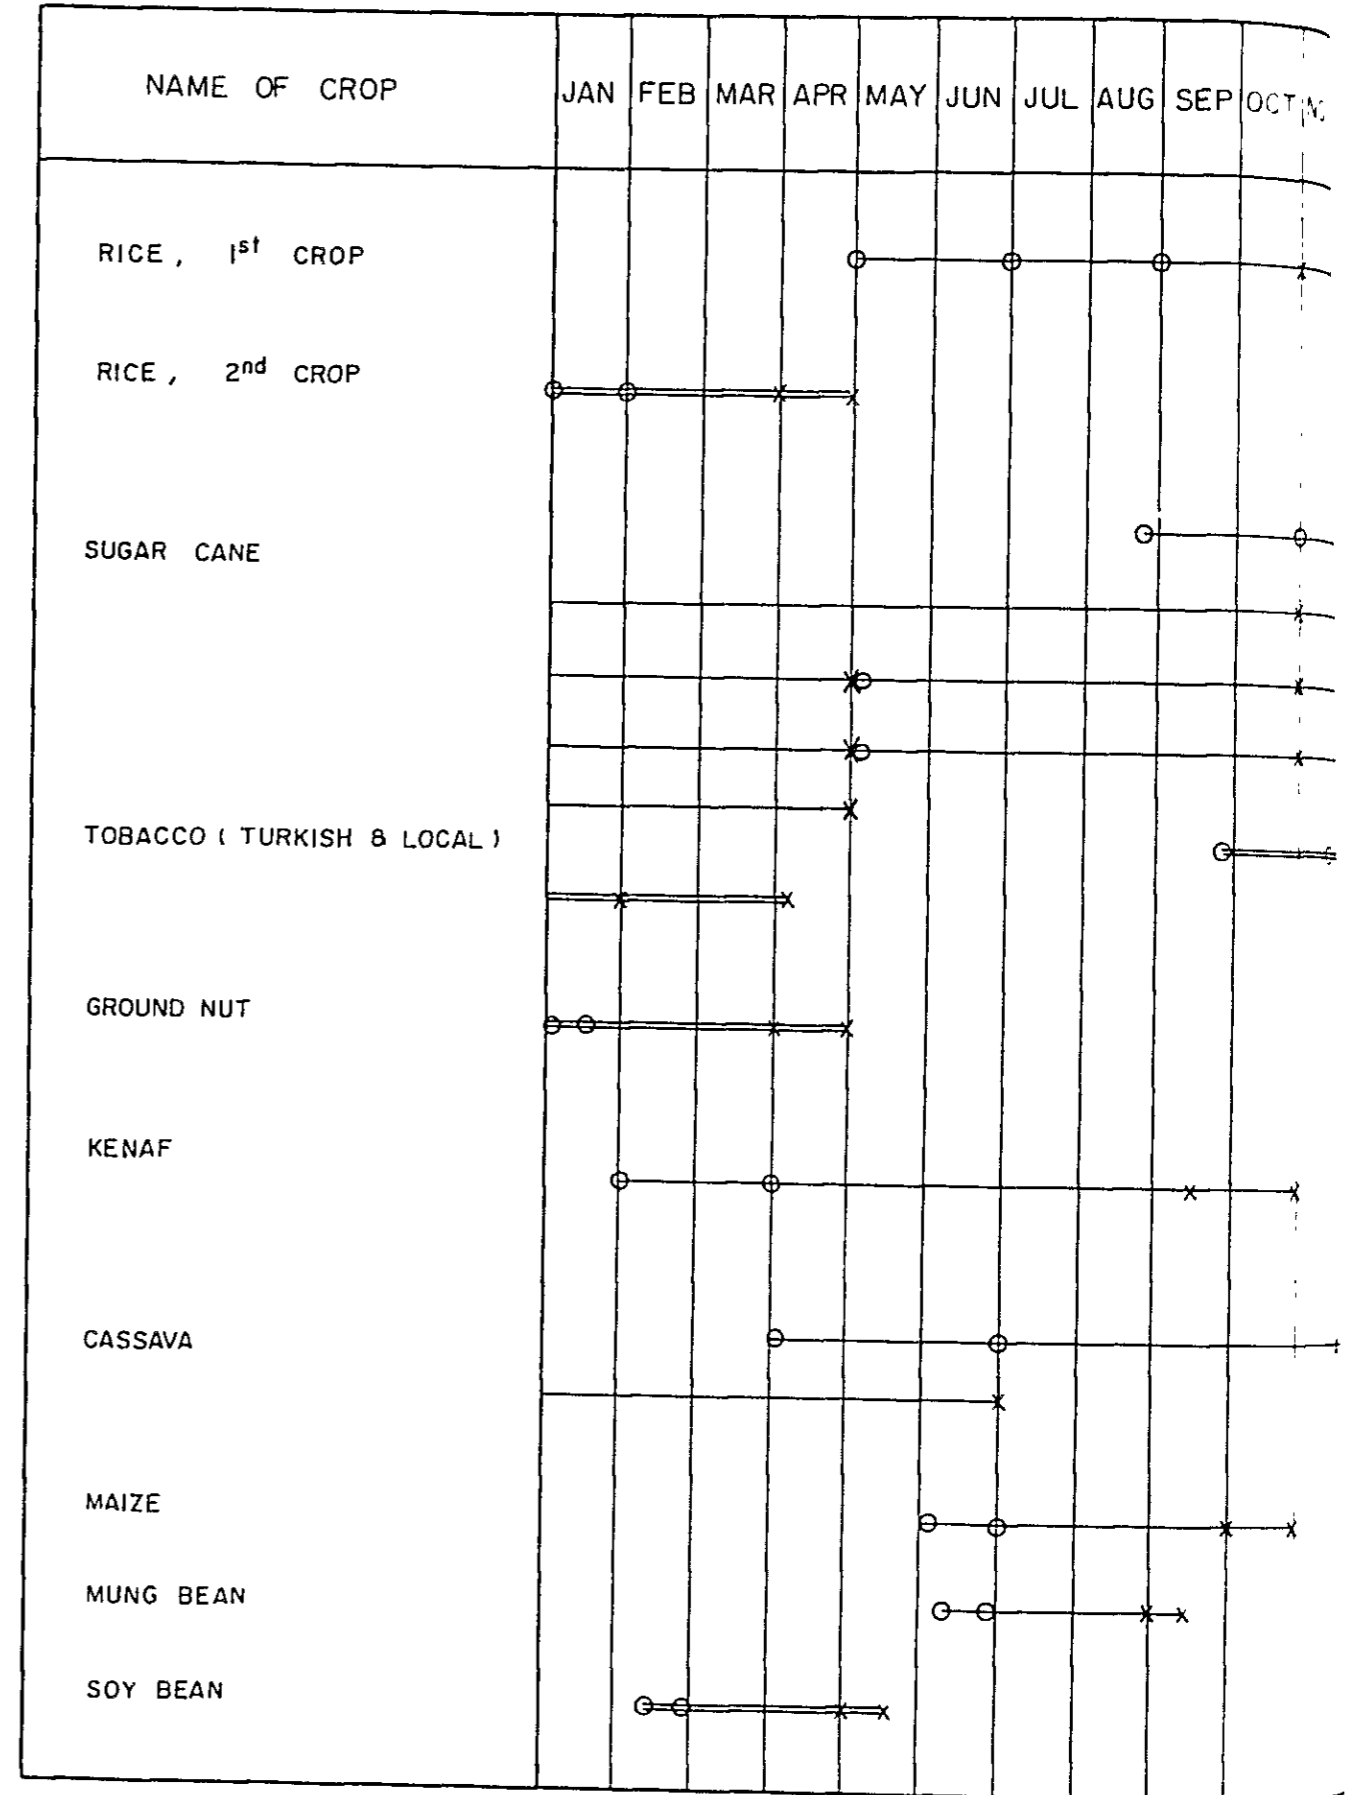 NAME OF CROP JAN FEB MAR APR MAY JUN JUL AUG SEP OCT
RICE, 1st CROP
RICE, 2nd CROP
SUGAR CANE
TOBACCO ( TURKISH & LOCAL )
GROUND NUT
KENAF
CASSAVA
MAIZE
MUNG BEAN
SOY BEAN